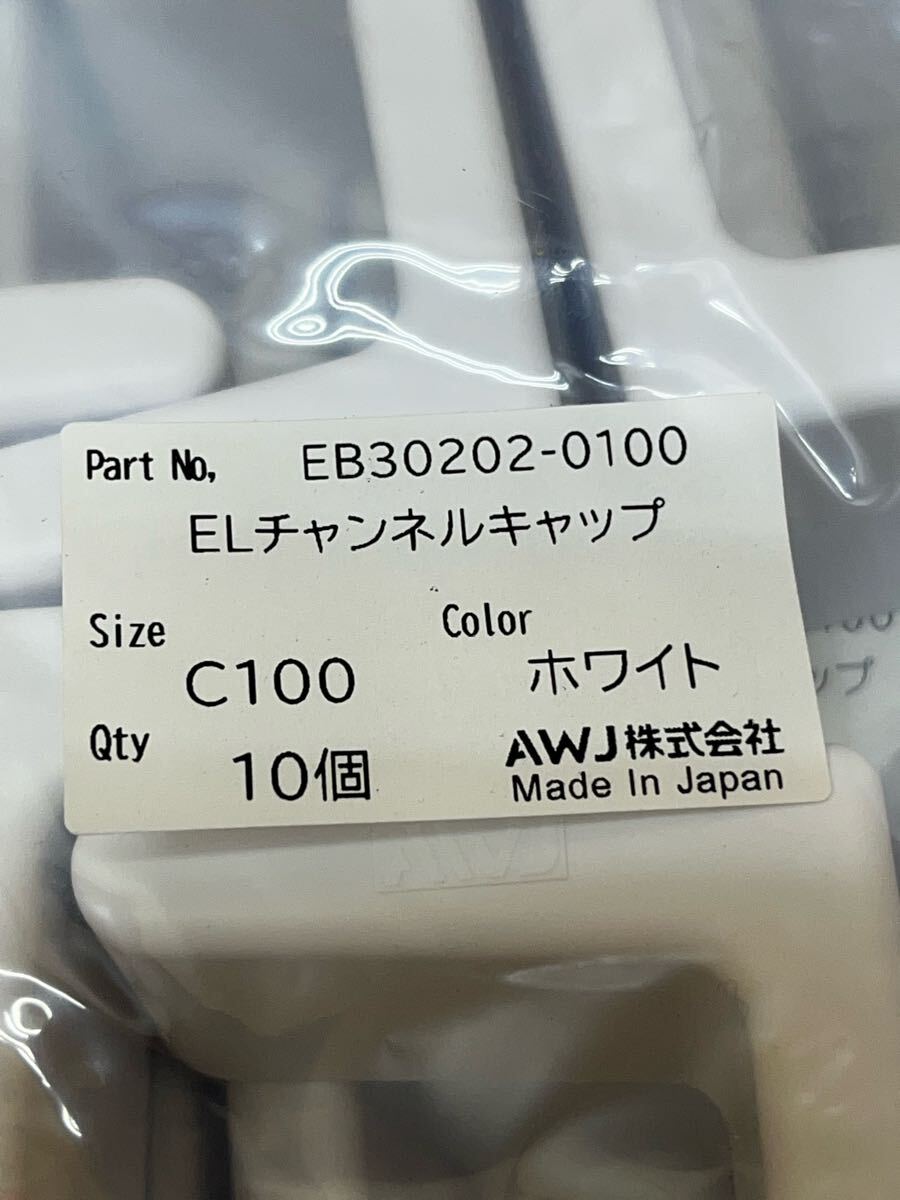 Part No, EB30202-0100
ELチャンネルキャップ
Size Color
C100 ホワイト
Qty
10個 AWJ株式会社
Made In Japan
AWJ